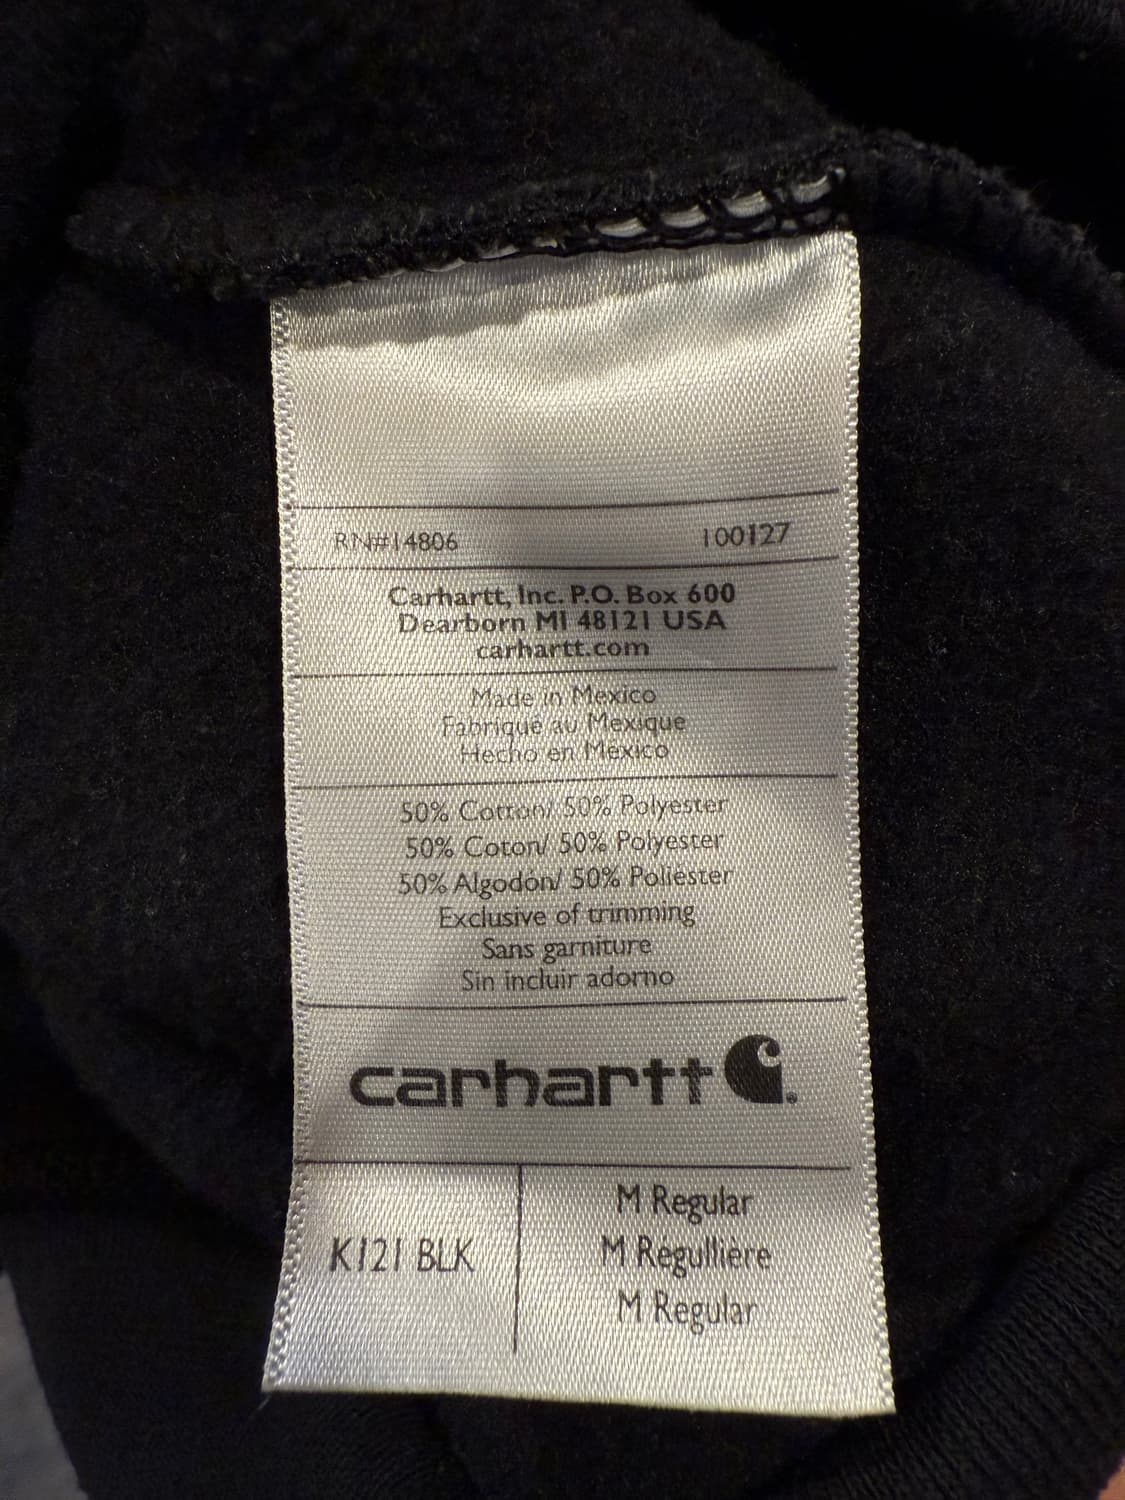 RN#14806 100127
Carhartt, Inc. P.O. Box 600
Dearborn MI 48121 USA
carhartt.com
Made in Mexico
Fabriqué au Mexique
Hecho en México
50% Cotton/ 50% Polyester
50% Coton/ 50% Polyester
50% Algodón/ 50% Poliéster
Exclusive of trimming
Sans garniture
Sin incluir adorno
carhartt
K121 BLK
M Regular
M Régullière
M Regular